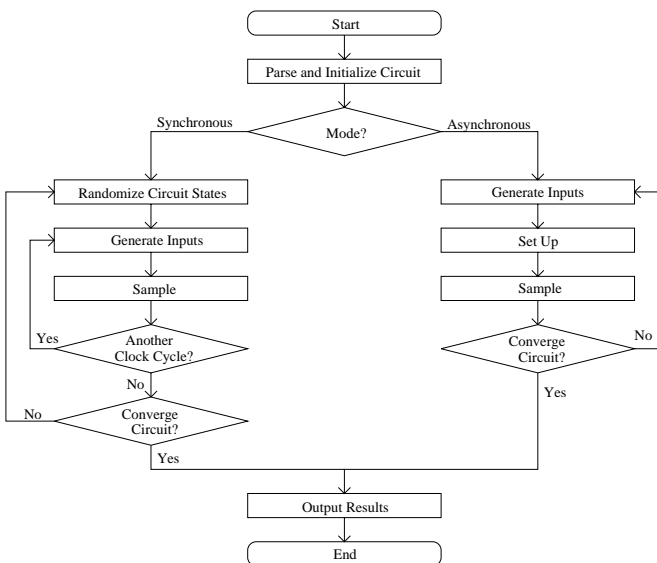 Start
Parse and Initialize Circuit
Mode?
Synchronous
Asynchronous
Randomize Circuit States
Generate Inputs
Sample
Another
Clock Cycle?
Yes
No
Converge
Circuit?
No
Yes
Generate Inputs
Set Up
Sample
Converge
Circuit?
No
Yes
Output Results
End